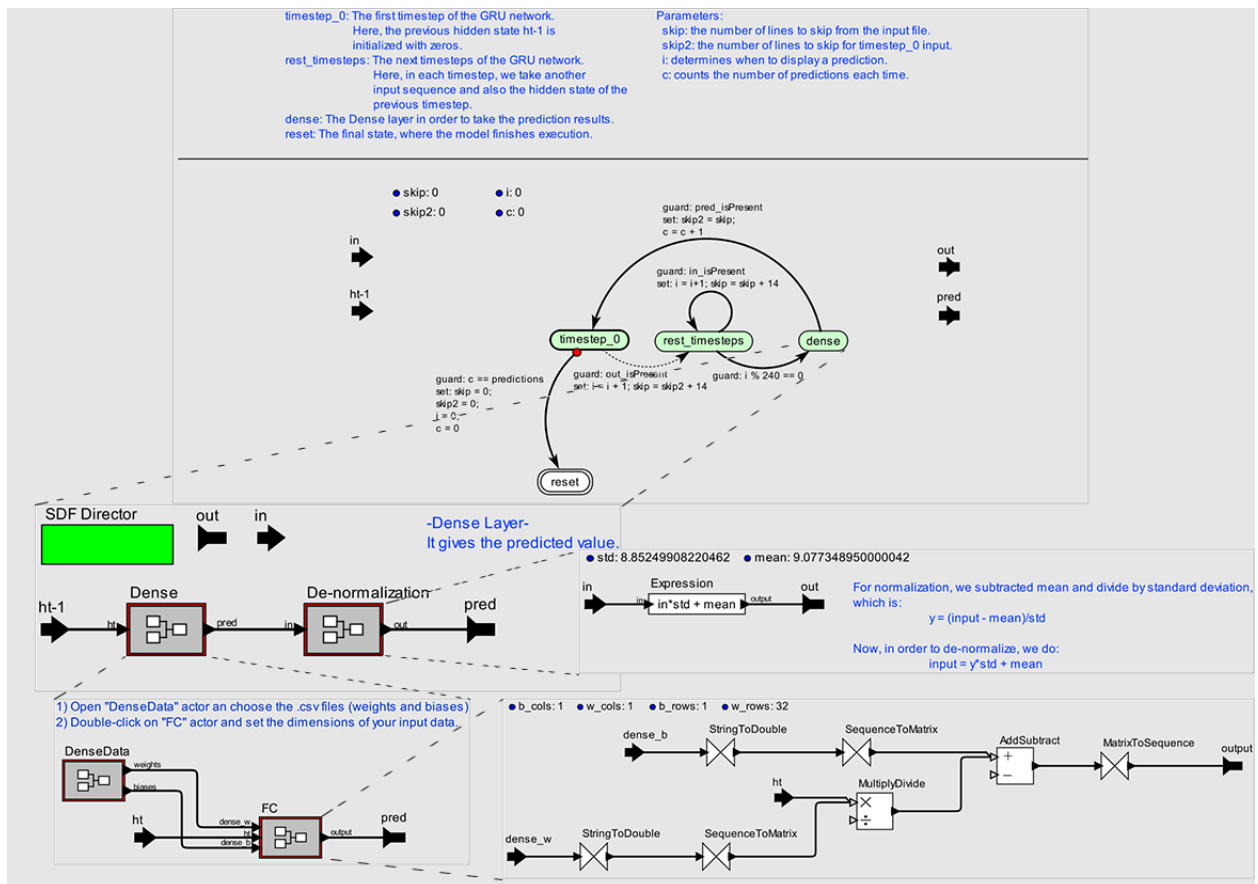 timestep_0: The first timestep of the GRU network.
Here, the previous hidden state ht-1 is
initialized with zeros.
rest_timesteps: The next timesteps of the GRU network.
Here, in each timestep, we take another
input sequence and also the hidden state of the
previous timestep.
dense: The Dense layer in order to take the prediction results.
reset: The final state, where the model finishes execution.
Parameters:
skip: the number of lines to skip from the input file.
skip2: the number of lines to skip for timestep_0 input.
i: determines when to display a prediction.
c: counts the number of predictions each time.
skip: 0
i: 0
skip2: 0
c: 0
in
ht-1
out
pred
guard: pred_isPresent
set: skip2 = skip;
c = c + 1
guard: in_isPresent
set: i = i+1; skip = skip + 14
timestep_0
rest_timesteps
dense
guard: out_isPresent
set: i = i + 1; skip = skip2 + 14
guard: i % 240 == 0
guard: c == predictions
set: skip = 0;
skip2 = 0;
i = 0;
c = 0
reset
SDF Director
out
in
-Dense Layer-
It gives the predicted value.
ht-1
Dense
ht
pred
De-normalization
in
out
pred
std: 8.85249908220462
mean: 9.077348950000042
in
Expression
in
in*std + mean
output
out
For normalization, we subtracted mean and divide by standard deviation,
which is:
y = (input - mean)/std
Now, in order to de-normalize, we do:
input = y*std + mean
1) Open "DenseData" actor an choose the .csv files (weights and biases)
2) Double-click on "FC" actor and set the dimensions of your input data.
DenseData
weights
biases
ht
FC
dense_w
ht
dense_b
output
pred
b_cols: 1
w_cols: 1
b_rows: 1
w_rows: 32
dense_b
StringToDouble
SequenceToMatrix
AddSubtract
MatrixToSequence
output
ht
MultiplyDivide
dense_w
StringToDouble
SequenceToMatrix